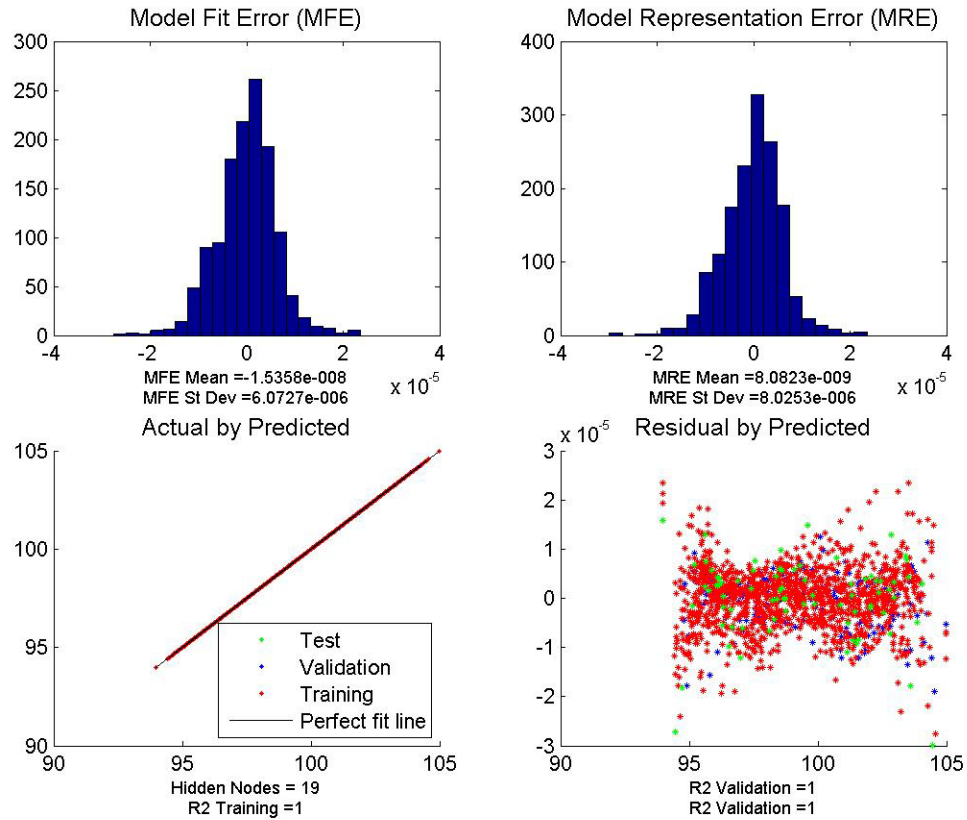 Model Fit Error (MFE)
300
250
200
150
100
50
0
-4
-2
0
2
4
x 10^-5
MFE Mean =-1.5358e-008
MFE St Dev =6.0727e-006
Model Representation Error (MRE)
400
300
200
100
0
-4
-2
0
2
4
x 10^-5
MRE Mean =8.0823e-009
MRE St Dev =8.0253e-006
Actual by Predicted
105
100
95
90
90
95
100
105
Test
Validation
Training
Perfect fit line
Hidden Nodes = 19
R2 Training =1
Residual by Predicted
x 10^-5
3
2
1
0
-1
-2
-3
90
95
100
105
R2 Validation =1
R2 Validation =1